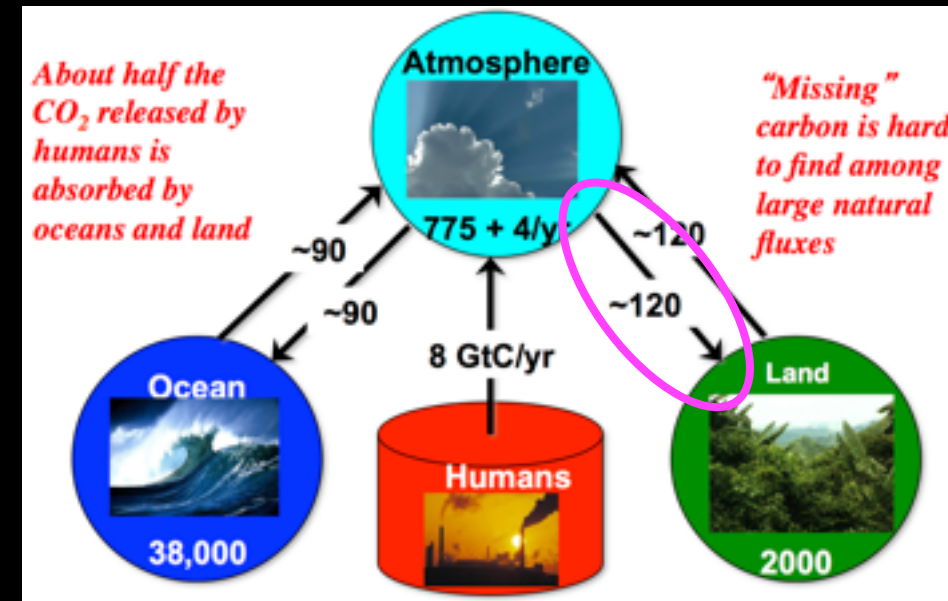 About half the
CO₂ released by
humans is
absorbed by
oceans and land
Atmosphere
775 + 4/yr
"Missing"
carbon is hard
to find among
large natural
fluxes
~90
~90
~120
~120
8 GtC/yr
Ocean
38,000
Humans
Land
2000